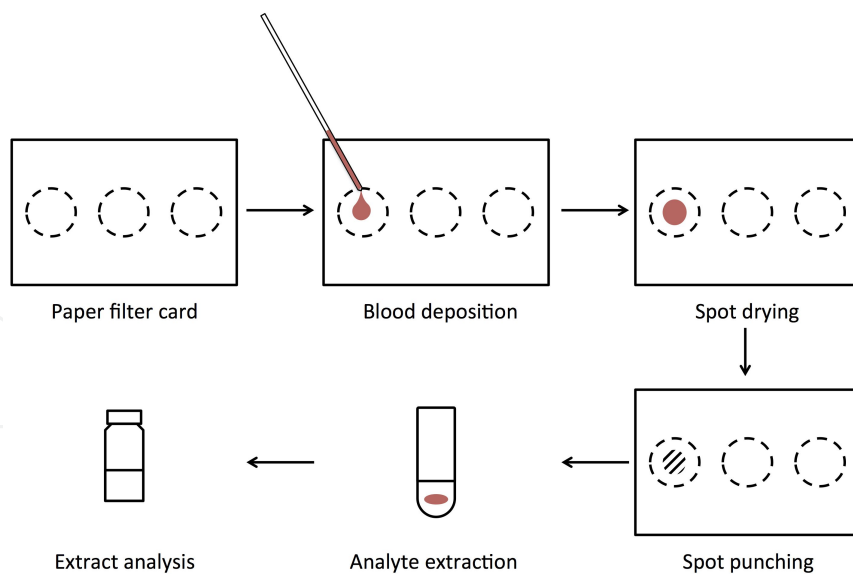 Paper filter card
Blood deposition
Spot drying
Spot punching
Analyte extraction
Extract analysis